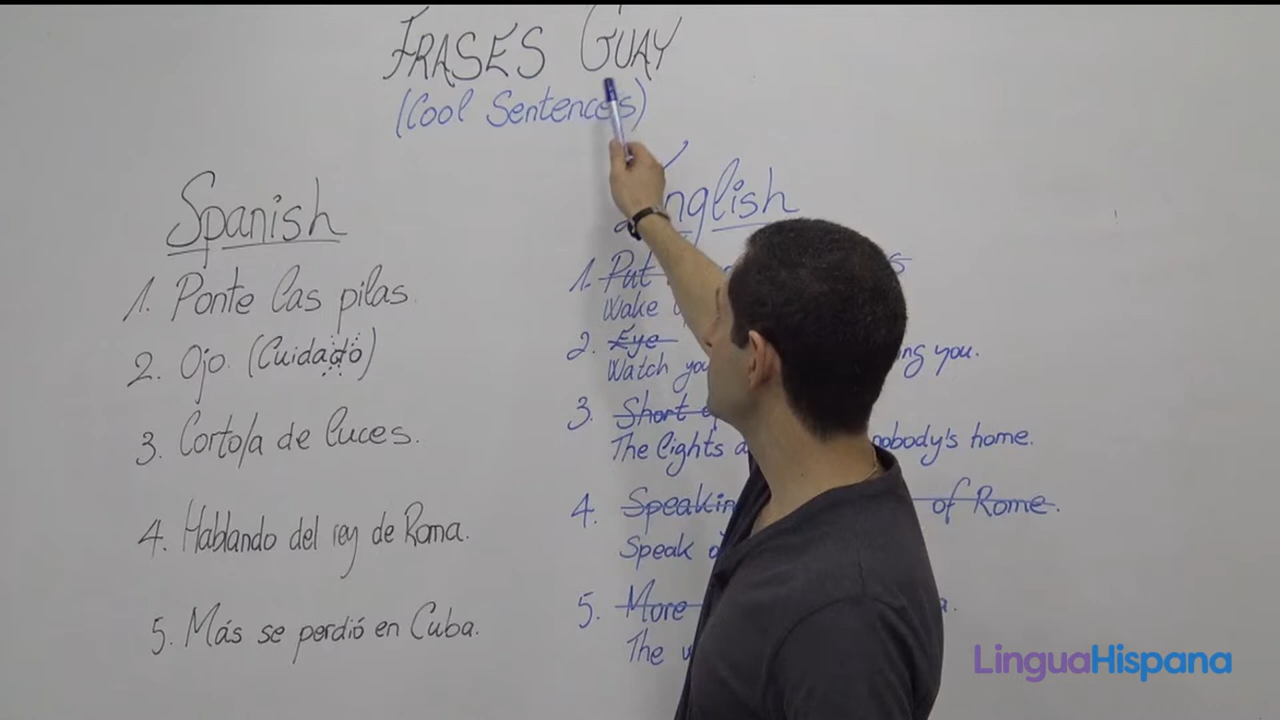 FRASES GUAY
(Cool Sentences)
Spanish
1. Ponte las pilas.
2. Ojo. (Cuidado)
3. Corto/a de luces.
4. Hablando del rey de Roma.
5. Más se perdió en Cuba.
English
1. Put
Wake
2. Eye
Watch you.
3. Short
The lights nobody's home.
4. of Rome.
Speak
5. More
The
LinguaHispana